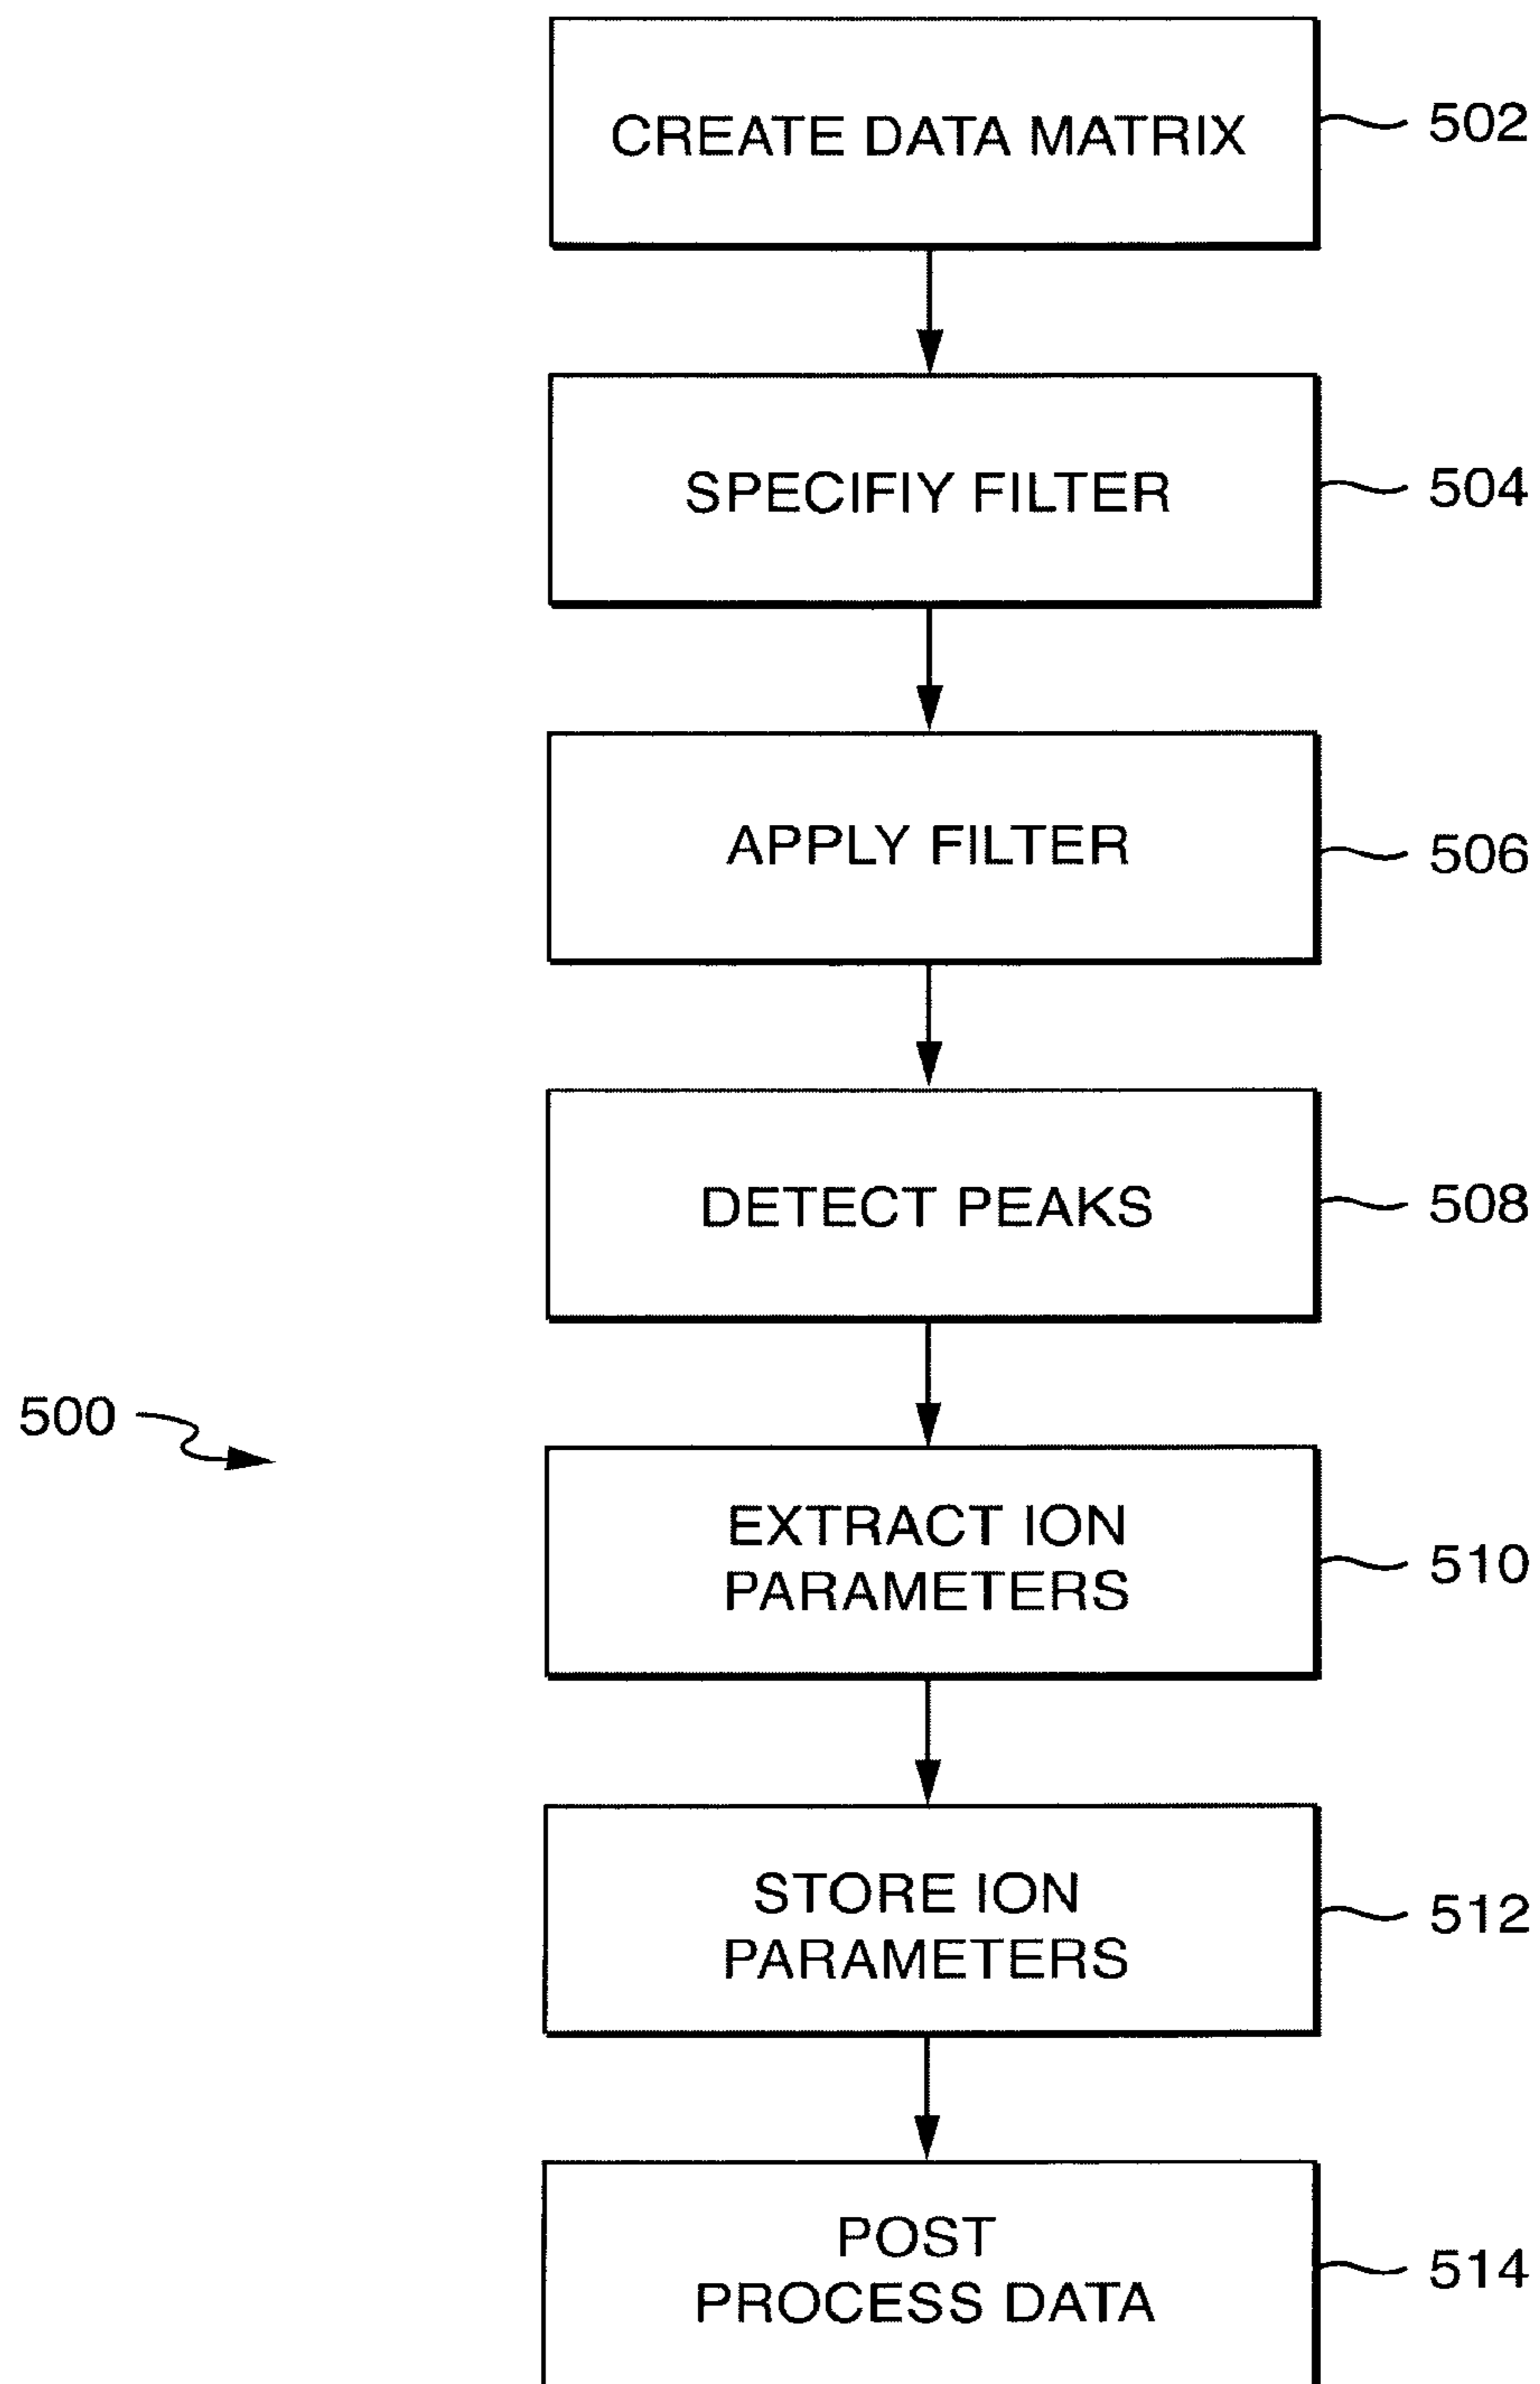 CREATE DATA MATRIX
502
SPECIFIY FILTER
504
APPLY FILTER
506
DETECT PEAKS
508
500
EXTRACT ION
PARAMETERS
510
STORE ION
PARAMETERS
512
POST
PROCESS DATA
514